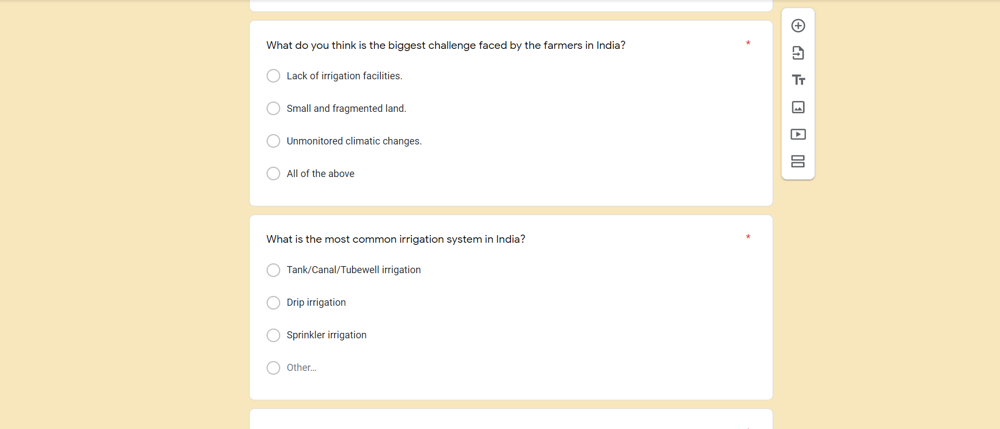 What do you think is the biggest challenge faced by the farmers in India? *
Lack of irrigation facilities.
Small and fragmented land.
Unmonitored climatic changes.
All of the above
What is the most common irrigation system in India? *
Tank/Canal/Tubewell irrigation
Drip irrigation
Sprinkler irrigation
Other...